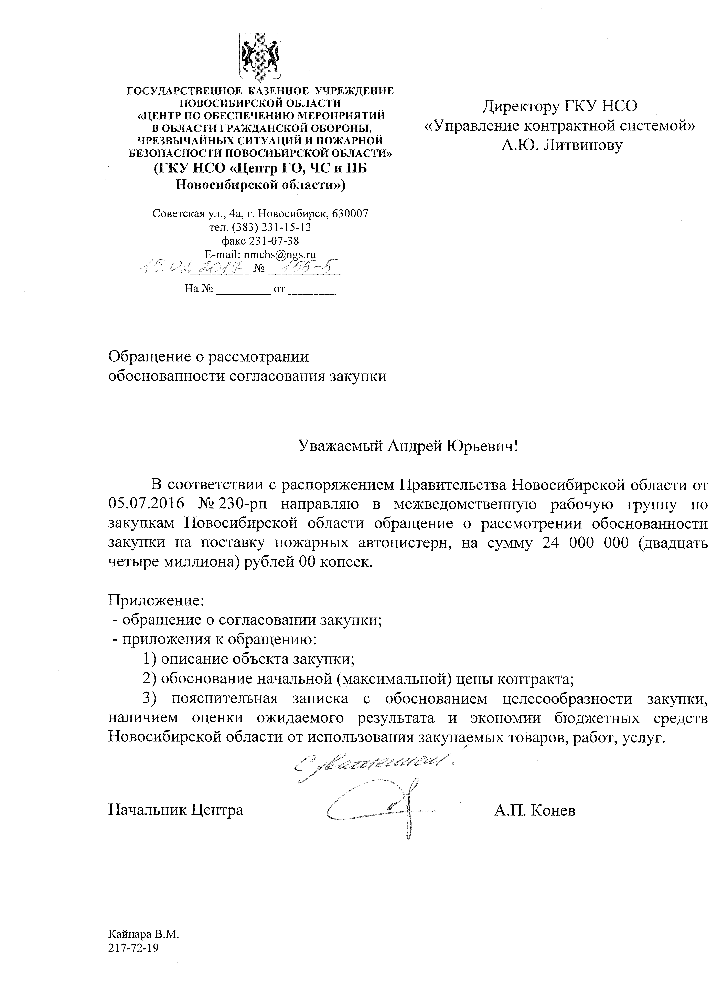 ГОСУДАРСТВЕННОЕ КАЗЕННОЕ УЧРЕЖДЕНИЕ
НОВОСИБИРСКОЙ ОБЛАСТИ
«ЦЕНТР ПО ОБЕСПЕЧЕНИЮ МЕРОПРИЯТИЙ
В ОБЛАСТИ ГРАЖДАНСКОЙ ОБОРОНЫ,
ЧРЕЗВЫЧАЙНЫХ СИТУАЦИЙ И ПОЖАРНОЙ
БЕЗОПАСНОСТИ НОВОСИБИРСКОЙ ОБЛАСТИ»
(ГКУ НСО «Центр ГО, ЧС и ПБ
Новосибирской области»)
Советская ул., 4а, г. Новосибирск, 630007
тел. (383) 231-15-13
факс 231-07-38
E-mail: nmchs@ngs.ru
15.02.2017 № 155-5
На № _________ от ________
Директору ГКУ НСО
«Управление контрактной системой»
А.Ю. Литвинову
Обращение о рассмотрании
обоснованности согласования закупки
Уважаемый Андрей Юрьевич!
В соответствии с распоряжением Правительства Новосибирской области от
05.07.2016 № 230-рп направляю в межведомственную рабочую группу по
закупкам Новосибирской области обращение о рассмотрении обоснованности
закупки на поставку пожарных автоцистерн, на сумму 24 000 000 (двадцать
четыре миллиона) рублей 00 копеек.
Приложение:
- обращение о согласовании закупки;
- приложения к обращению:
1) описание объекта закупки;
2) обоснование начальной (максимальной) цены контракта;
3) пояснительная записка с обоснованием целесообразности закупки,
наличием оценки ожидаемого результата и экономии бюджетных средств
Новосибирской области от использования закупаемых товаров, работ, услуг.
С уважением!
Начальник Центра А.П. Конев
Кайнара В.М.
217-72-19